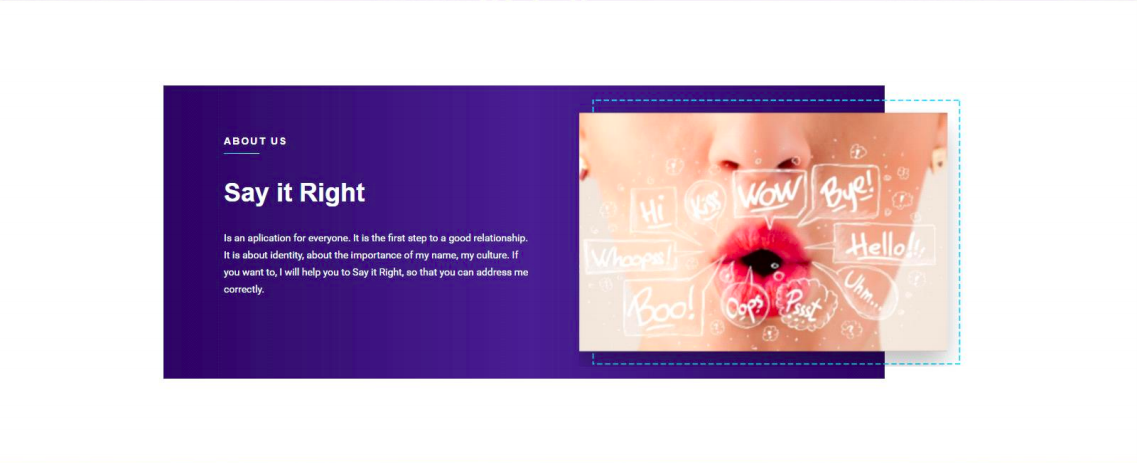 ABOUT US
Say it Right
Is an aplication for everyone. It is the first step to a good relationship.
It is about identity, about the importance of my name, my culture. If
you want to, I will help you to Say it Right, so that you can address me
correctly.
Hi
Kiss
WOW
Bye!
Whoopss!
Hello!!
Boo!
Oops
Pssst
Uhm...